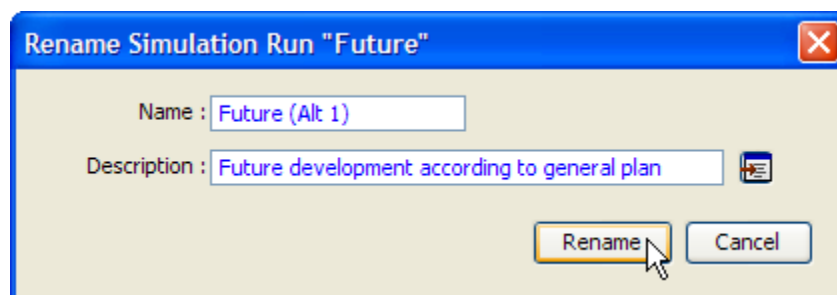 Rename Simulation Run "Future"
Name : Future (Alt 1)
Description : Future development according to general plan
Rename Cancel